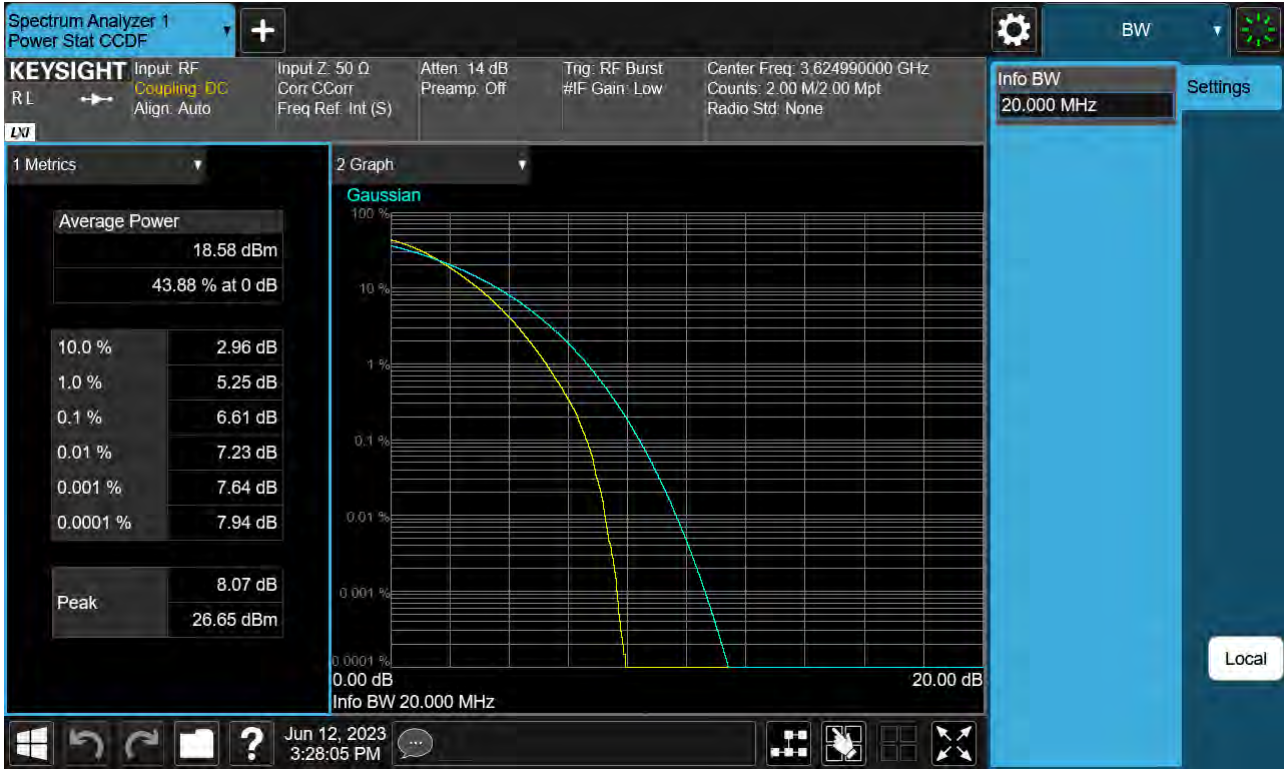 Spectrum Analyzer 1
Power Stat CCDF
+
BW
KEYSIGHT
R L
LXI
Input: RF
Coupling: DC
Align: Auto
Input Z: 50 Ω
Corr CCorr
Freq Ref: Int (S)
Atten: 14 dB
Preamp: Off
Trig: RF Burst
#IF Gain: Low
Center Freq: 3.624990000 GHz
Counts: 2.00 M/2.00 Mpt
Radio Std: None
Info BW
20.000 MHz
Settings
1 Metrics
Average Power
18.58 dBm
43.88 % at 0 dB
10.0 % 2.96 dB
1.0 % 5.25 dB
0.1 % 6.61 dB
0.01 % 7.23 dB
0.001 % 7.64 dB
0.0001 % 7.94 dB
Peak
8.07 dB
26.65 dBm
2 Graph
Gaussian
100 %
10 %
1 %
0.1 %
0.01 %
0.001 %
0.0001 %
0.00 dB 20.00 dB
Info BW 20.000 MHz
Local
?
Jun 12, 2023
3:28:05 PM